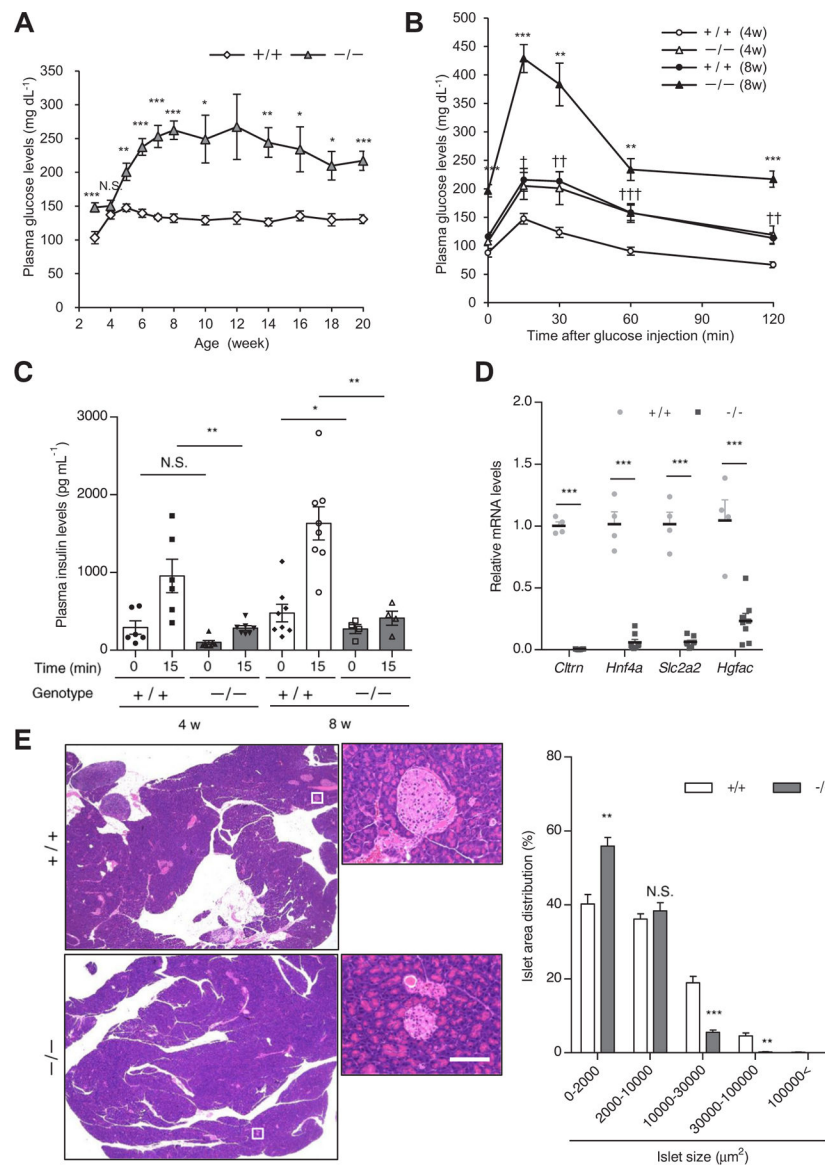 A
+/+ −/−
Plasma glucose levels (mg dL-1)
350
300
250
200
150
100
50
0
*** N.S. ** *** *** *** * ** * * ***
2 4 6 8 10 12 14 16 18 20
Age (week)
B
Plasma glucose levels (mg dL-1)
500
450
400
350
300
250
200
150
100
50
0
+/+ (4w)
−/− (4w)
+/+ (8w)
−/− (8w)
*** *** ** ** ***
† †† ††† ††
0 30 60 90 120
Time after glucose injection (min)
C
Plasma insulin levels (pg mL-1)
3000
2000
1000
0
N.S. ** * **
Time (min) 0 15 0 15 0 15 0 15
Genotype +/+ −/− +/+ −/−
4 w 8 w
D
+/+ -/-
Relative mRNA levels
2.0
1.5
1.0
0.5
0.0
*** *** *** ***
Cltrn Hnf4a Slc2a2 Hgfac
E
+/+
−/−
Islet area distribution (%)
80
60
40
20
0
+/+ -/
** N.S. *** **
0-2000 2000-10000 10000-30000 30000-100000 100000<
Islet size (μm2)